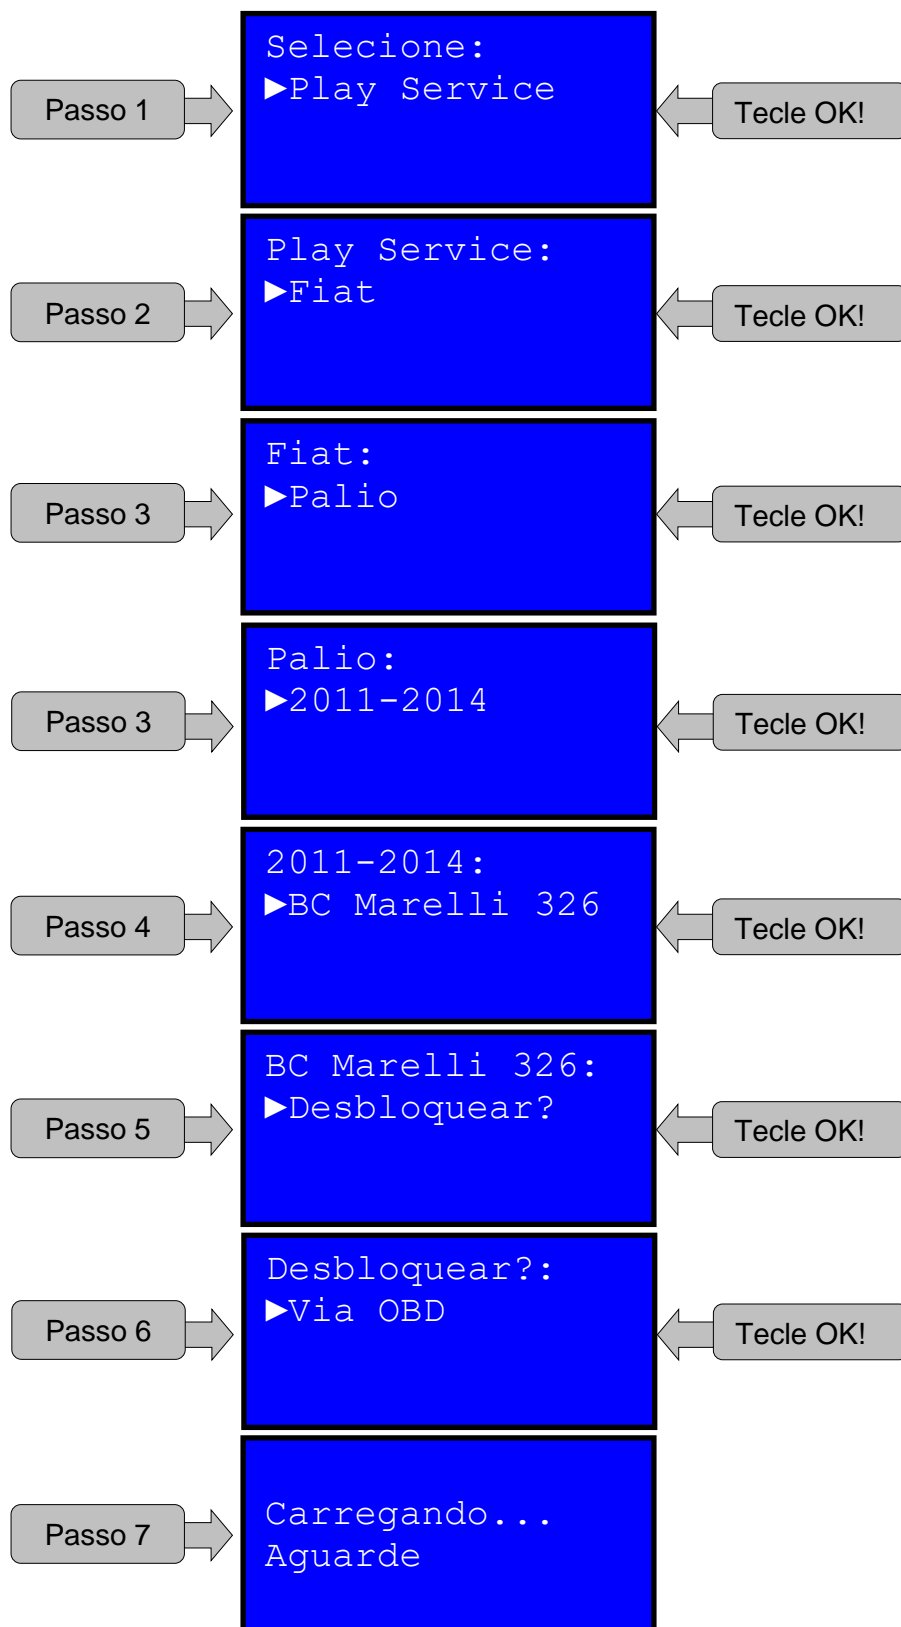 Passo 1
Selecione:
►Play Service
Tecle OK!
Passo 2
Play Service:
►Fiat
Tecle OK!
Passo 3
Fiat:
►Palio
Tecle OK!
Passo 3
Palio:
►2011-2014
Tecle OK!
Passo 4
2011-2014:
►BC Marelli 326
Tecle OK!
Passo 5
BC Marelli 326:
►Desbloquear?
Tecle OK!
Passo 6
Desbloquear?:
►Via OBD
Tecle OK!
Passo 7
Carregando...
Aguarde